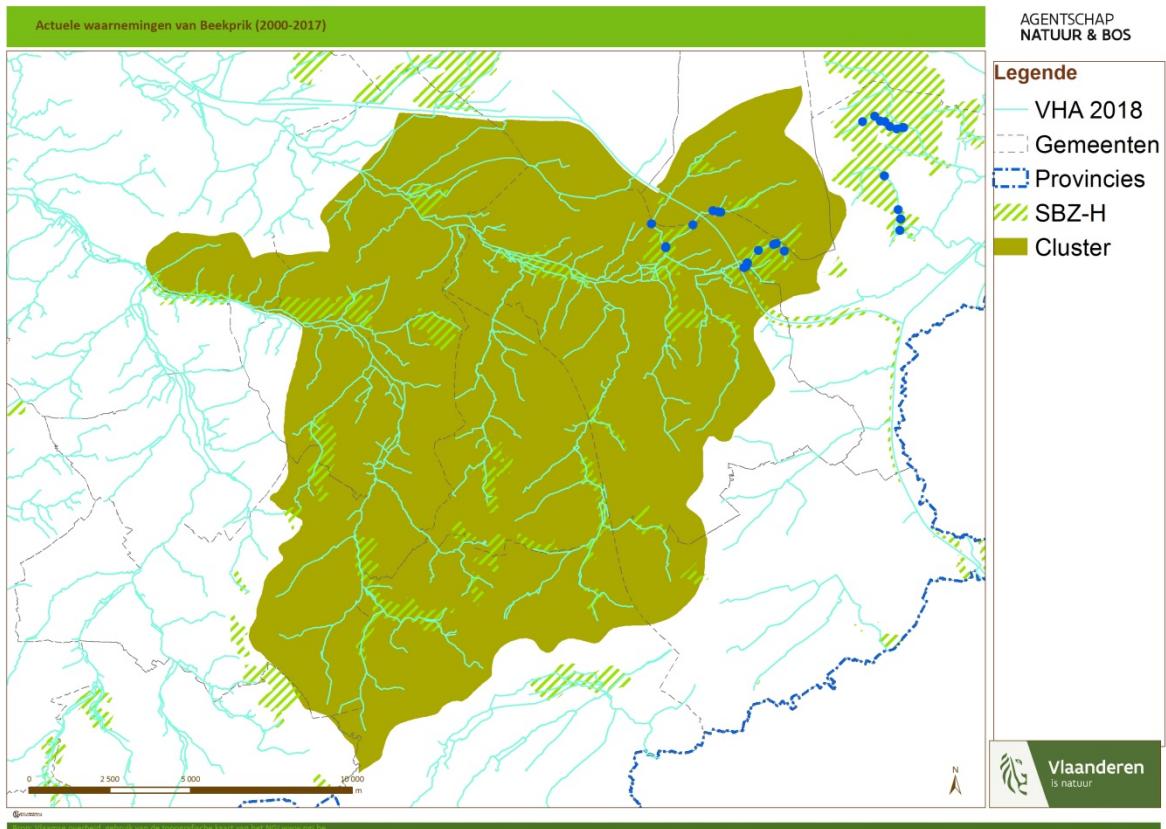 Actuele waarnemingen van Beekprik (2000-2017)
AGENTSCHAP
NATUUR & BOS
Legende
VHA 2018
Gemeenten
Provincies
SBZ-H
Cluster
0 2 500 5 000 10 000
m
N
Vlaanderen
is natuur